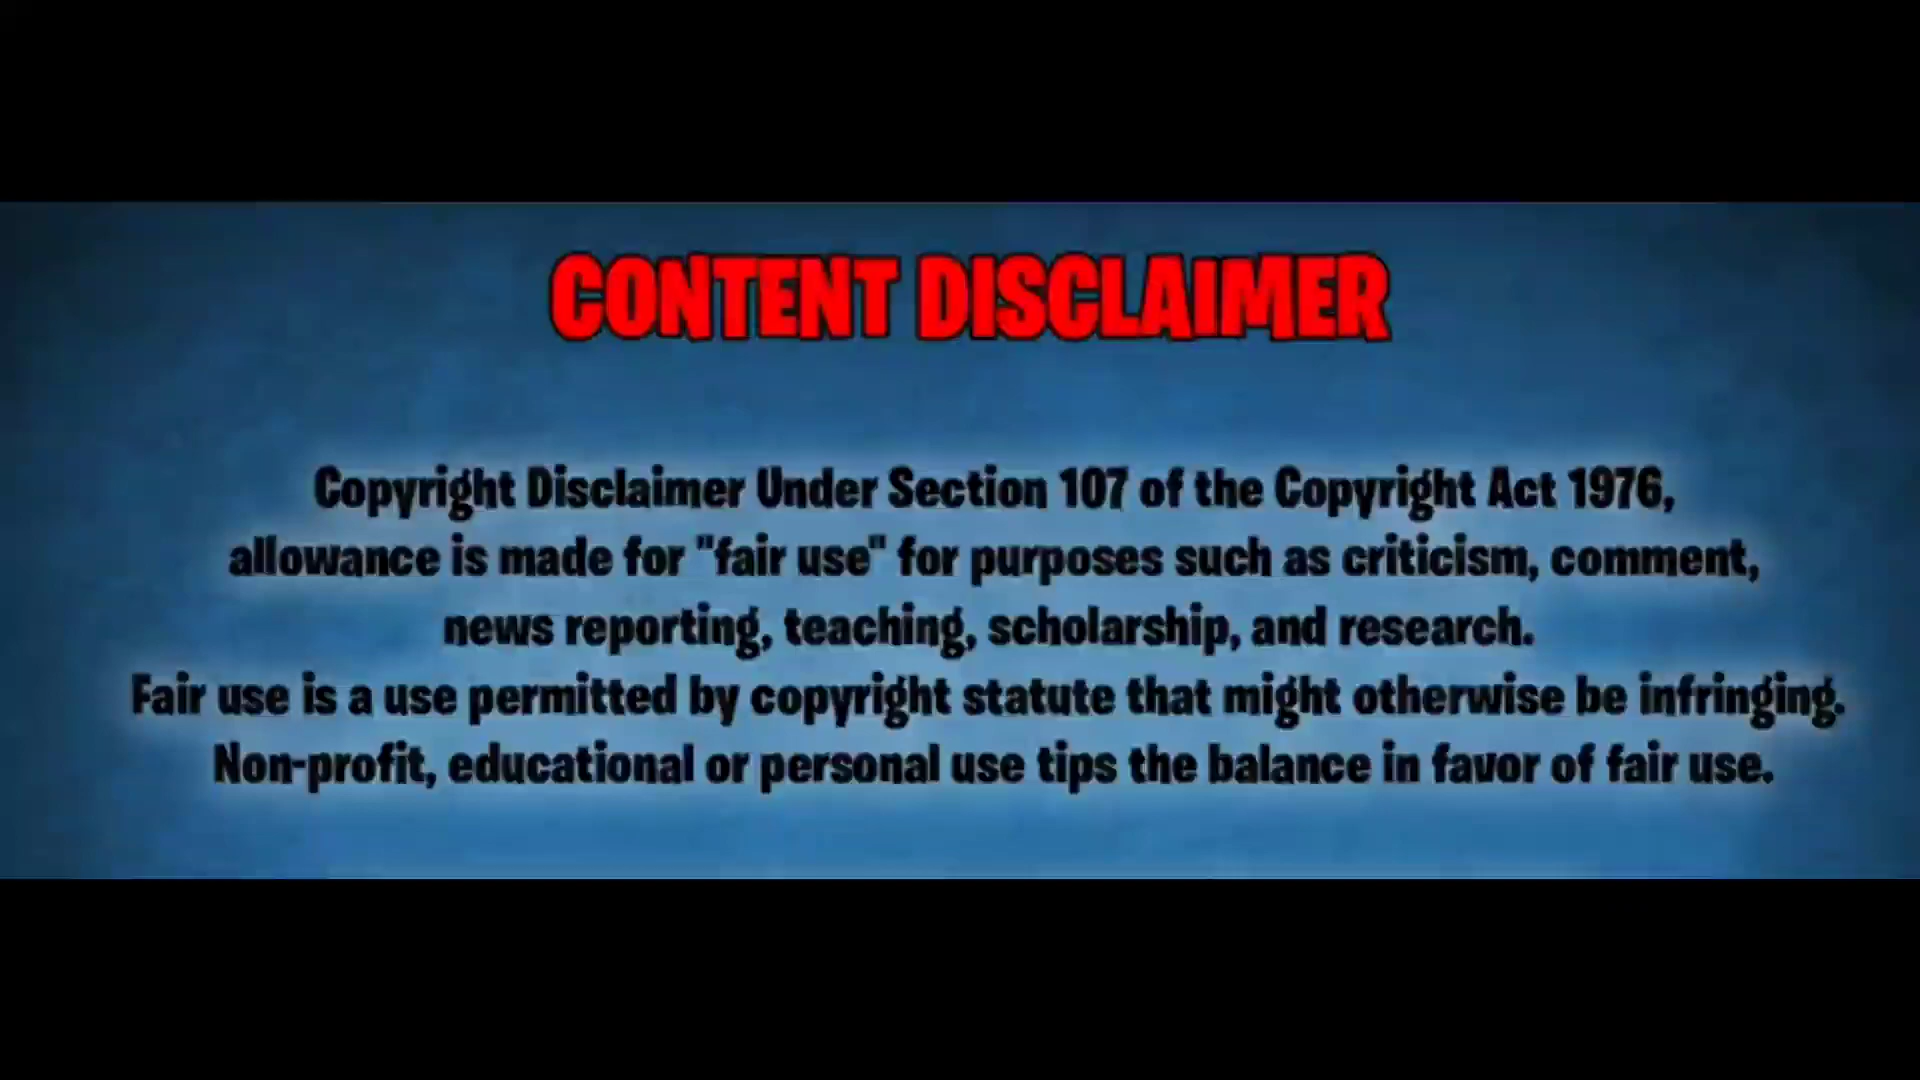 CONTENT DISCLAIMER
Copyright Disclaimer Under Section 107 of the Copyright Act 1976,
allowance is made for "fair use" for purposes such as criticism, comment,
news reporting, teaching, scholarship, and research.
Fair use is a use permitted by copyright statute that might otherwise be infringing.
Non-profit, educational or personal use tips the balance in favor of fair use.